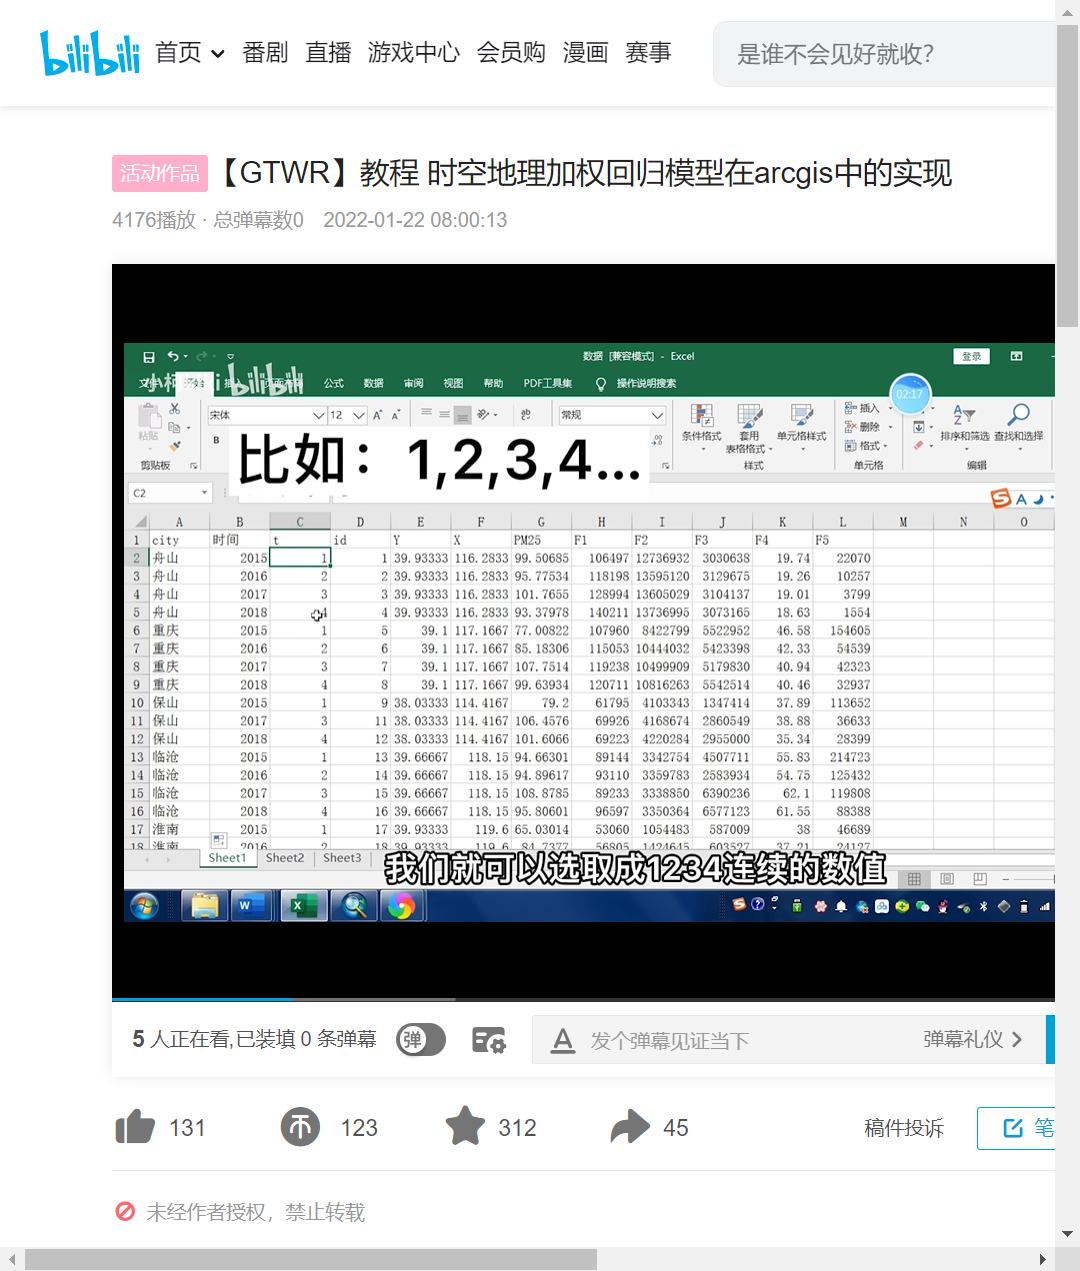 bilibili 首页 番剧 直播 游戏中心 会员购 漫画 赛事 是谁不会见好就收?
活动作品 【GTWR】教程 时空地理加权回归模型在arcgis中的实现
4176播放 · 总弹幕数0 2022-01-22 08:00:13
数据 [兼容模式] - Excel 登录
bilibili
公式 数据 审阅 视图 帮助 PDF工具集 操作说明搜索
02:17
宋体 12 常规
粘贴 B 条件格式 套用表格格式 单元格样式 插入 删除 格式 排序和筛选 查找和选择
剪贴板 样式 单元格 编辑
比如：1,2,3,4...
C2
A B C D E F G H I J K L M N O
1 city 时间 t id Y X PM25 F1 F2 F3 F4 F5
2 舟山 2015 1 1 39.93333 116.2833 99.50685 106497 12736932 3030638 19.74 22070
3 舟山 2016 2 2 39.93333 116.2833 95.77534 118198 13595120 3129675 19.26 10257
4 舟山 2017 3 3 39.93333 116.2833 101.7655 128994 13605029 3104137 19.01 3799
5 舟山 2018 4 4 39.93333 116.2833 93.37978 140211 13736995 3073165 18.63 1554
6 重庆 2015 1 5 39.1 117.1667 77.00822 107960 8422799 5522952 46.58 154605
7 重庆 2016 2 6 39.1 117.1667 85.18306 115053 10444032 5423398 42.33 54539
8 重庆 2017 3 7 39.1 117.1667 107.7514 119238 10499909 5179830 40.94 42323
9 重庆 2018 4 8 39.1 117.1667 99.63934 120711 10816263 5542514 40.46 32937
10 保山 2015 1 9 38.03333 114.4167 79.2 61795 4103343 1347414 37.89 113652
11 保山 2017 3 11 38.03333 114.4167 106.4576 69926 4168674 2860549 38.88 36633
12 保山 2018 4 12 38.03333 114.4167 101.6066 69223 4220284 2955000 35.34 28399
13 临沧 2015 1 13 39.66667 118.15 94.66301 89144 3342754 4507711 55.83 214723
14 临沧 2016 2 14 39.66667 118.15 94.89617 93110 3359783 2583934 54.75 125432
15 临沧 2017 3 15 39.66667 118.15 108.8785 89233 3338850 6390236 62.1 119808
16 临沧 2018 4 16 39.66667 118.15 95.80601 96597 3350364 6577123 61.55 88388
17 淮南 2015 1 17 39.93333 119.6 65.03014 53060 1054483 587009 38 46689
18 淮南 2016 2 18 39.93333 119.6 84.7377 56805 1424645 603527 37.21 24127
Sheet1 Sheet2 Sheet3
我们就可以选取成1234连续的数值
5 人正在看,已装填 0 条弹幕 弹 发个弹幕见证当下 弹幕礼仪
131 123 312 45 稿件投诉 笔
未经作者授权，禁止转载